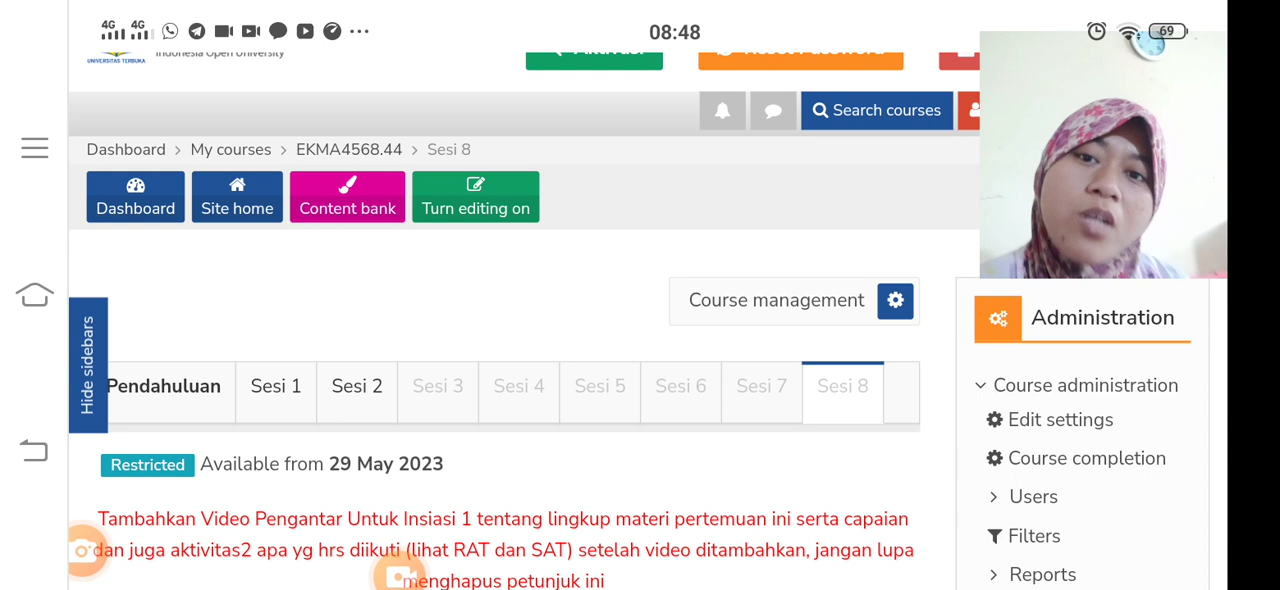 4G 4G 08:48 69
UNIVERSITAS TERBUKA Indonesia Open University
Search courses
Dashboard > My courses > EKMA4568.44 > Sesi 8
Dashboard Site home Content bank Turn editing on
Course management
Hide sidebars
Administration
Pendahuluan Sesi 1 Sesi 2 Sesi 3 Sesi 4 Sesi 5 Sesi 6 Sesi 7 Sesi 8
Course administration
Edit settings
Restricted Available from 29 May 2023
Course completion
Users
Tambahkan Video Pengantar Untuk Insiasi 1 tentang lingkup materi pertemuan ini serta capaian
Filters
dan juga aktivitas2 apa yg hrs diikuti (lihat RAT dan SAT) setelah video ditambahkan, jangan lupa
menghapus petunjuk ini
Reports